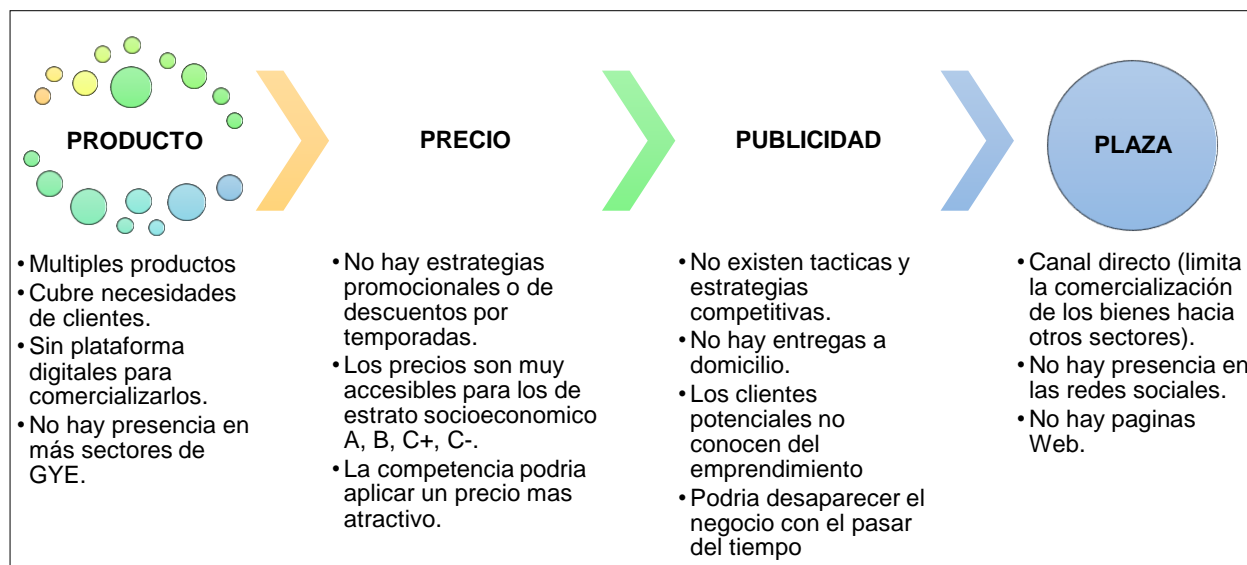 PRODUCTO
• Multiples productos
• Cubre necesidades
de clientes.
• Sin plataforma
digitales para
comercializarlos.
• No hay presencia en
más sectores de
GYE.
PRECIO
• No hay estrategias
promocionales o de
descuentos por
temporadas.
• Los precios son muy
accesibles para los de
estrato socioeconomico
A, B, C+, C-.
• La competencia podria
aplicar un precio mas
atractivo.
PUBLICIDAD
• No existen tacticas y
estrategias
competitivas.
• No hay entregas a
domicilio.
• Los clientes
potenciales no
conocen del
emprendimiento
• Podria desaparecer el
negocio con el pasar
del tiempo
PLAZA
• Canal directo (limita
la comercialización
de los bienes hacia
otros sectores).
• No hay presencia en
las redes sociales.
• No hay paginas
Web.